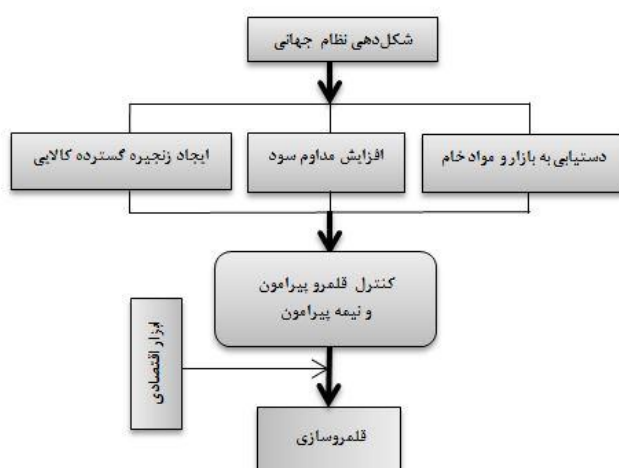 شکل‌دهی نظام جهانی
دستیابی به بازار و مواد خام
افزایش مداوم سود
ایجاد زنجیره گسترده کالایی
کنترل قلمرو پیرامون
و نیمه پیرامون
ابزار اقتصادی
قلمروسازی